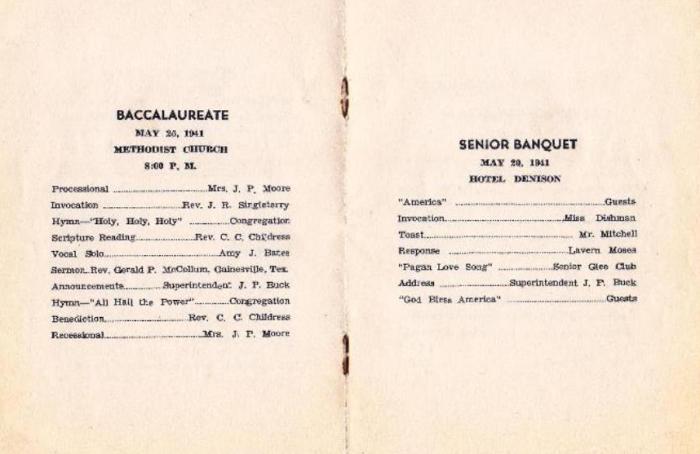 BACCALAUREATE
MAY 26, 1941
METHODIST CHURCH
8:00 P. M.
Processional ........ Mrs. J. P. Moore
Invocation ........ Rev. J. R. Singleterry
Hymn—"Holy, Holy, Holy" ........ Congregation
Scripture Reading ........ Rev. C. C. Childress
Vocal Solo ........ Amy J. Bates
Sermon..Rev. Gerald P. McCollum, Gainesville, Tex.
Announcements ........ Superintendent J. P. Buck
Hymn—"All Hail the Power" ........ Congregation
Benediction ........ Rev. C. C. Childress
Recessional ........ Mrs. J. P. Moore
SENIOR BANQUET
MAY 20, 1941
HOTEL DENISON
"America" ........ Guests
Invocation ........ Miss Dishman
Toast ........ Mr. Mitchell
Response ........ Lavern Moses
"Pagan Love Song" ........ Senior Glee Club
Address ........ Superintendent J. P. Buck
"God Bless America" ........ Guests